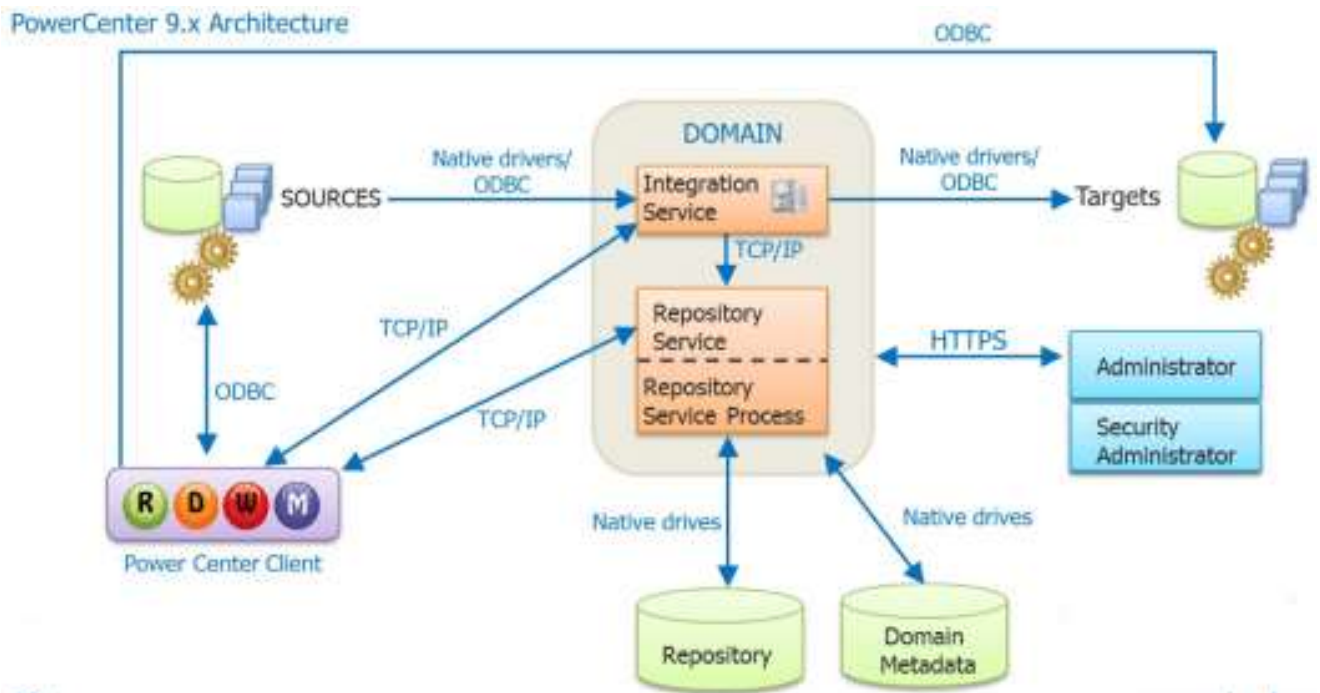 PowerCenter 9.x Architecture
ODBC
DOMAIN
Native drivers/
ODBC
Native drivers/
ODBC
SOURCES
Integration
Service
Targets
TCP/IP
TCP/IP
Repository
Service
HTTPS
Administrator
ODBC
TCP/IP
Repository
Service Process
Security
Administrator
R D W M
Power Center Client
Native drives
Native drives
Repository
Domain
Metadata